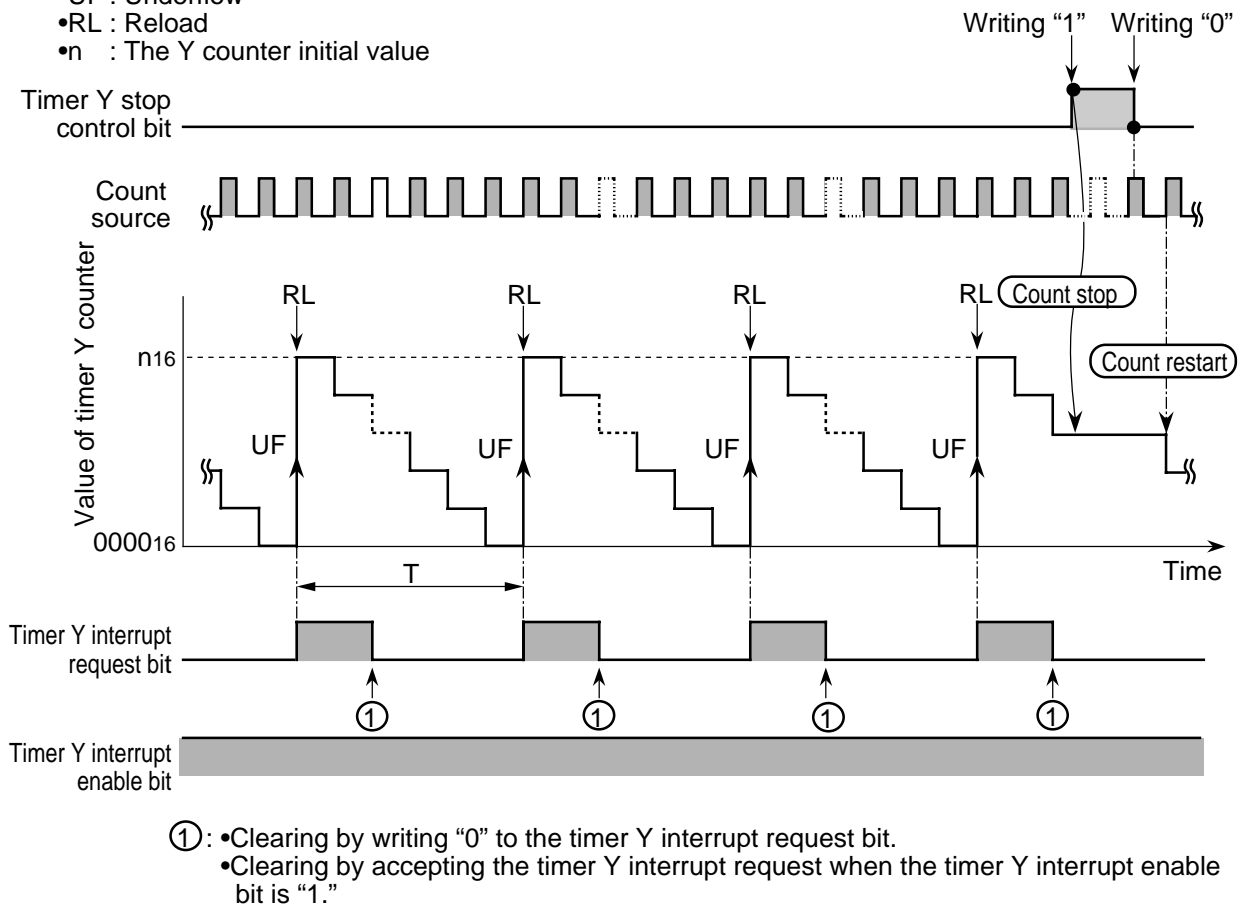 •RL : Reload
•n : The Y counter initial value
Writing “1” Writing “0”
Timer Y stop
control bit
Count
source
Value of timer Y counter
RL RL RL RL
Count stop
n16
Count restart
UF UF UF UF
000016
T
Time
Timer Y interrupt
request bit
① ① ① ①
Timer Y interrupt
enable bit
①: •Clearing by writing “0” to the timer Y interrupt request bit.
•Clearing by accepting the timer Y interrupt request when the timer Y interrupt enable
bit is “1.”